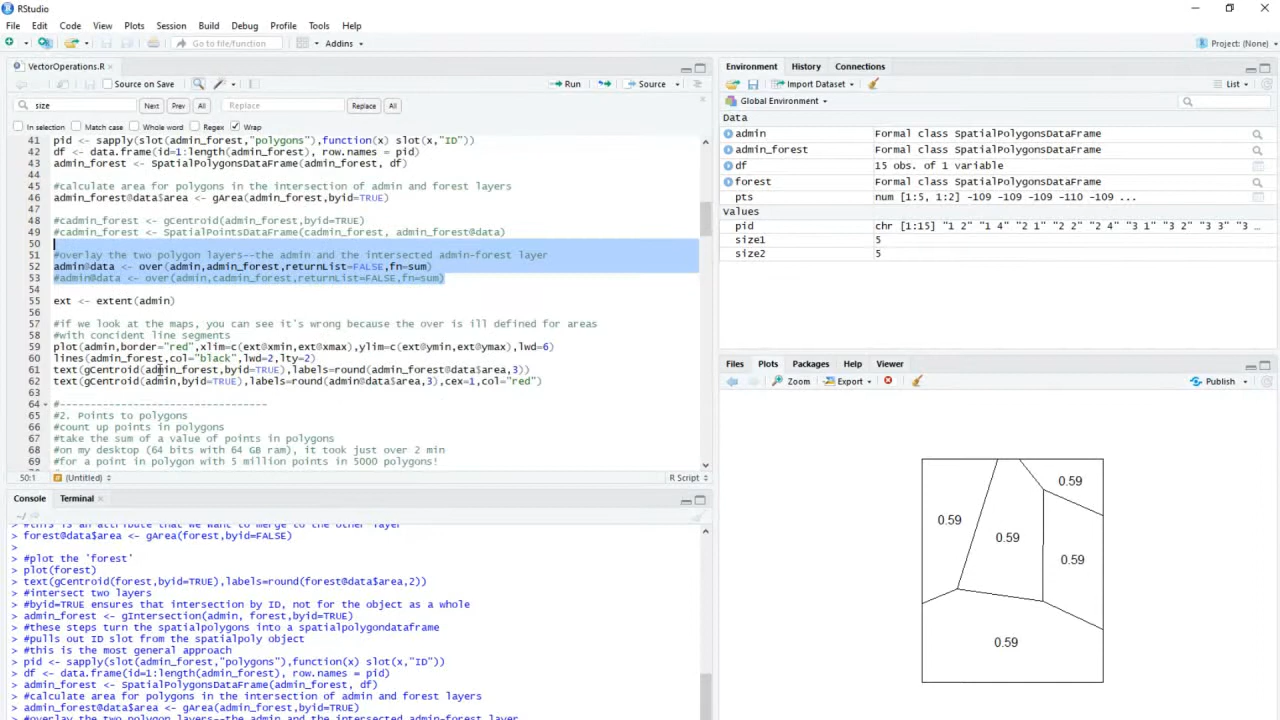 RStudio
File Edit Code View Plots Session Build Debug Profile Tools Help
Go to file/function Addins Project: (None)
VectorOperations.R
Source on Save Run Source
size Next Prev All Replace Replace All
In selection Match case Whole word Regex Wrap
41 pid <- sapply(slot(admin_forest,"polygons"),function(x) slot(x,"ID"))
42 df <- data.frame(id=1:length(admin_forest), row.names = pid)
43 admin_forest <- SpatialPolygonsDataFrame(admin_forest, df)
44
45 #calculate area for polygons in the intersection of admin and forest layers
46 admin_forest@data$area <- gArea(admin_forest,byid=TRUE)
47
48 #cadmin_forest <- gCentroid(admin_forest,byid=TRUE)
49 #cadmin_forest <- SpatialPointsDataFrame(cadmin_forest, admin_forest@data)
50
51 #overlay the two polygon layers--the admin and the intersected admin-forest layer
52 admin@data <- over(admin,admin_forest,returnList=FALSE,fn=sum)
53 #admin@data <- over(admin,cadmin_forest,returnList=FALSE,fn=sum)
54
55 ext <- extent(admin)
56
57 #if we look at the maps, you can see it's wrong because the over is ill defined for areas
58 #with concident line segments
59 plot(admin,border="red",xlim=c(ext@xmin,ext@xmax),ylim=c(ext@ymin,ext@ymax),lwd=6)
60 lines(admin_forest,col="black",lwd=2,lty=2)
61 text(gCentroid(admin_forest,byid=TRUE),labels=round(admin_forest@data$area,3))
62 text(gCentroid(admin,byid=TRUE),labels=round(admin@data$area,3),cex=1,col="red")
63
64 #---------------------------------
65 #2. Points to polygons
66 #count up points in polygons
67 #take the sum of a value of points in polygons
68 #on my desktop (64 bits with 64 GB ram), it took just over 2 min
69 #for a point in polygon with 5 million points in 5000 polygons!
50:1 (Untitled) R Script
Console Terminal
~/
> #this is an attribute that we want to merge to the other layer
> forest@data$area <- gArea(forest,byid=FALSE)
>
> #plot the 'forest'
> plot(forest)
> text(gCentroid(forest,byid=TRUE),labels=round(forest@data$area,2))
> #intersect two layers
> #byid=TRUE ensures that intersection by ID, not for the object as a whole
> admin_forest <- gIntersection(admin, forest,byid=TRUE)
> #these steps turn the spatialpolygons into a spatialpolygondataframe
> #pulls out ID slot from the spatialpoly object
> #this is the most general approach
> pid <- sapply(slot(admin_forest,"polygons"),function(x) slot(x,"ID"))
> df <- data.frame(id=1:length(admin_forest), row.names = pid)
> admin_forest <- SpatialPolygonsDataFrame(admin_forest, df)
> #calculate area for polygons in the intersection of admin and forest layers
> admin_forest@data$area <- gArea(admin_forest,byid=TRUE)
> #overlay the two polygon layers--the admin and the intersected admin-forest layer
Environment History Connections
Import Dataset List
Global Environment
Data
admin Formal class SpatialPolygonsDataFrame
admin_forest Formal class SpatialPolygonsDataFrame
df 15 obs. of 1 variable
forest Formal class SpatialPolygonsDataFrame
pts num [1:5, 1:2] -109 -109 -109 -110 -109 ...
Values
pid chr [1:15] "1 2" "1 4" "2 1" "2 2" "2 4" "3 1" "3 2" "3 3" "3 …
size1 5
size2 5
Files Plots Packages Help Viewer
Zoom Export Publish
0.59
0.59
0.59
0.59
0.59